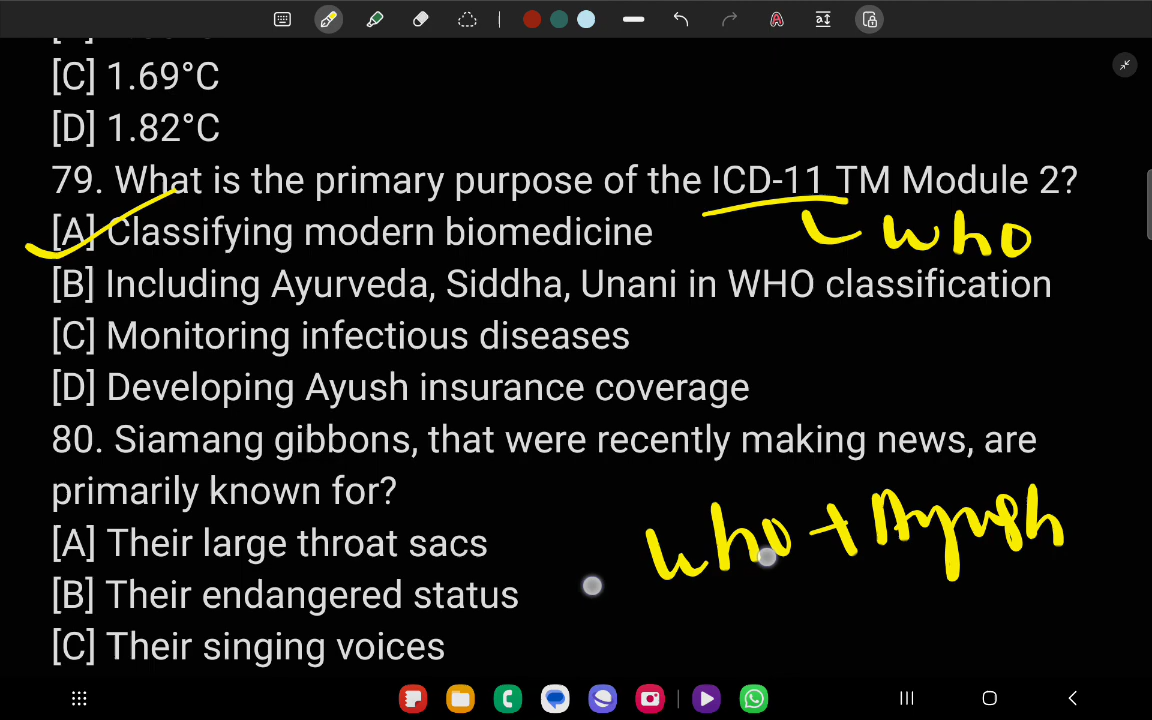 [C] 1.69°C
[D] 1.82°C
79. What is the primary purpose of the ICD-11 TM Module 2?
[A] Classifying modern biomedicine
who
[B] Including Ayurveda, Siddha, Unani in WHO classification
[C] Monitoring infectious diseases
[D] Developing Ayush insurance coverage
80. Siamang gibbons, that were recently making news, are
primarily known for?
who + Ayush
[A] Their large throat sacs
[B] Their endangered status
[C] Their singing voices